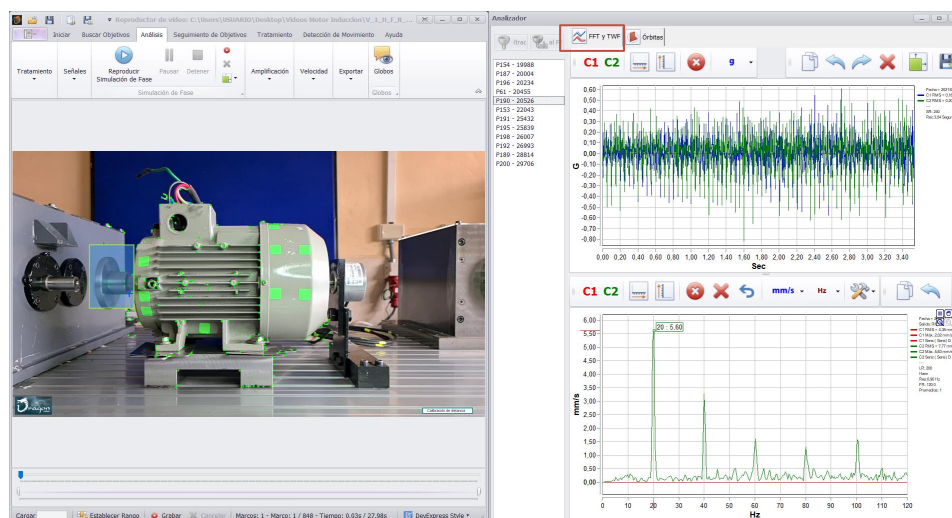 Reproductor de video: C:\Users\USUARIO\Desktop\Videos Motor Induccion\V_1_H_F_R_...
Iniciar Buscar Objetivos Análisis Seguimiento de Objetivos Tratamiento Detección de Movimiento Ayuda
Tratamiento Señales Reproducir Simulación de Fase Pausar Detener Amplificación Velocidad Exportar Globos
Simulación de Fase Globos
Dragon
Calibración de distancia
Cargar Establecer Rango Grabar Cancelar Marcos: 1 - Marco: 1 / 848 - Tiempo: 0.03s / 27.98s DevExpress Style
Analizador
FFT y TWF Órbitas
P154 - 19988
P187 - 20004
P196 - 20234
P61 - 20455
P190 - 20526
P153 - 22043
P191 - 25432
P195 - 25839
P198 - 26007
P192 - 26993
P189 - 28814
P200 - 29706
C1 C2 g
0,60
0,50
0,40
0,30
0,20
0,10
0,00
-0,10
-0,20
-0,30
-0,40
-0,50
-0,60
-0,70
-0,80
G
0,00 0,20 0,40 0,60 0,80 1,00 1,20 1,40 1,60 1,80 2,00 2,20 2,40 2,60 2,80 3,00 3,20 3,40
Sec
C1 C2 mm/s Hz
6,00
5,50
5,00
4,50
4,00
3,50
3,00
2,50
2,00
1,50
1,00
0,50
0,00
mm/s
20 : 5.60
0 10 20 30 40 50 60 70 80 90 100 110 120
Hz
LR: 200
Promedios: 1